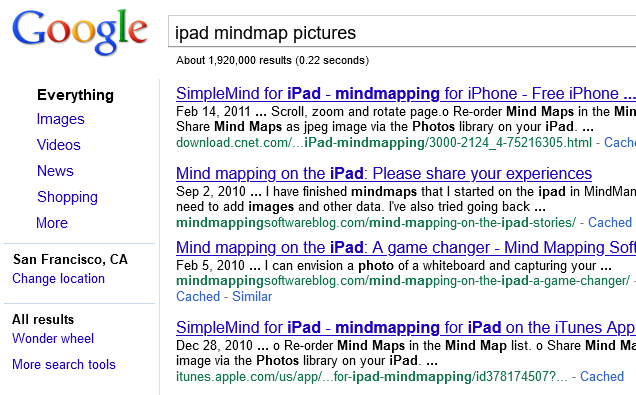 Google
ipad mindmap pictures
About 1,920,000 results (0.22 seconds)
Everything
Images
Videos
News
Shopping
More
San Francisco, CA
Change location
All results
Wonder wheel
More search tools
SimpleMind for iPad - mindmapping for iPhone - Free iPhone ...
Feb 14, 2011 ... Scroll, zoom and rotate page.o Re-order Mind Maps in the Min
Share Mind Maps as jpeg image via the Photos library on your iPad. ...
download.cnet.com/...iPad-mindmapping/3000-2124_4-75216305.html - Cach
Mind mapping on the iPad: Please share your experiences
Sep 2, 2010 ... I have finished mindmaps that I started on the ipad in MindMan
need to add images and other data. I've also tried going back ...
mindmappingsoftwareblog.com/mind-mapping-on-the-ipad-stories/ - Cached
Mind mapping on the iPad: A game changer - Mind Mapping Soft
Feb 5, 2010 ... I can envision a photo of a whiteboard and capturing your ...
mindmappingsoftwareblog.com/mind-mapping-on-the-ipad-a-game-changer/ -
Cached - Similar
SimpleMind for iPad - mindmapping for iPad on the iTunes App
Dec 28, 2010 ... o Re-order Mind Maps in the Mind Map list. o Share Mind Ma
image via the Photos library on your iPad. ...
itunes.apple.com/us/app/...for-ipad-mindmapping/id378174507?... - Cached